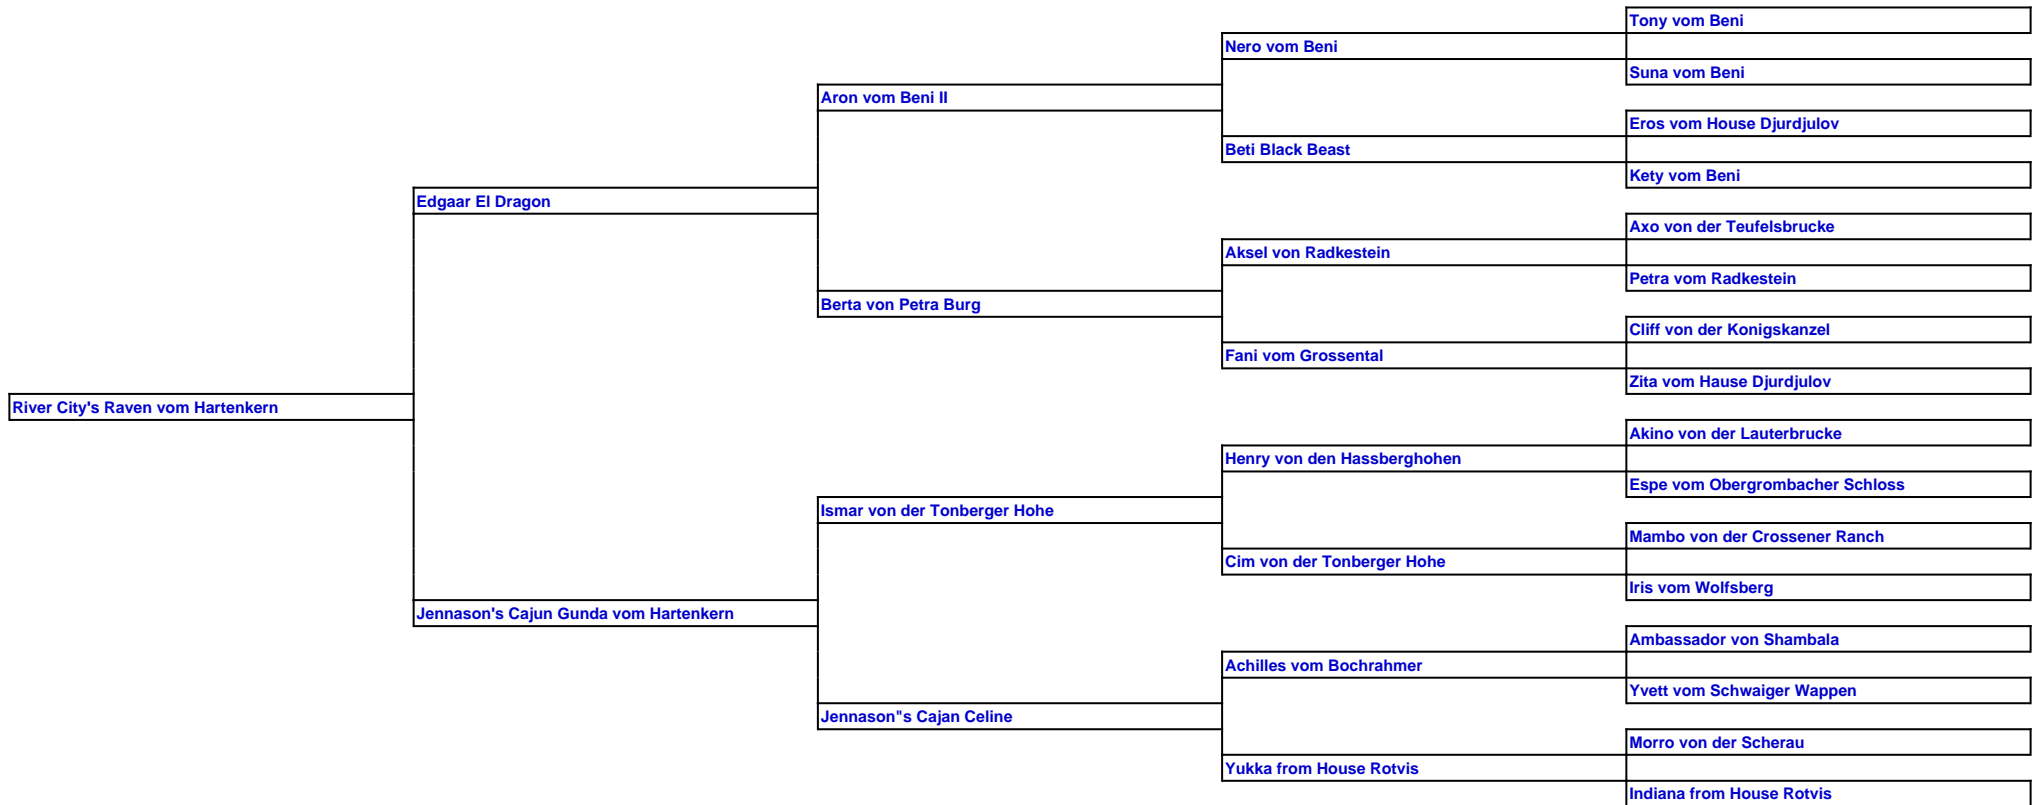 Tony vom Beni
Nero vom Beni
Suna vom Beni
Aron vom Beni II
Eros vom House Djurdjulov
Beti Black Beast
Kety vom Beni
Edgaar El Dragon
Axo von der Teufelsbrucke
Aksel von Radkestein
Petra vom Radkestein
Berta von Petra Burg
Cliff von der Konigskanzel
Fani vom Grossental
Zita vom Hause Djurdjulov
River City's Raven vom Hartenkern
Akino von der Lauterbrucke
Henry von den Hassberghohen
Espe vom Obergrombacher Schloss
Ismar von der Tonberger Hohe
Mambo von der Crossener Ranch
Cim von der Tonberger Hohe
Iris vom Wolfsberg
Jennason's Cajun Gunda vom Hartenkern
Ambassador von Shambala
Achilles vom Bochrahmer
Yvett vom Schwaiger Wappen
Jennason"s Cajan Celine
Morro von der Scherau
Yukka from House Rotvis
Indiana from House Rotvis